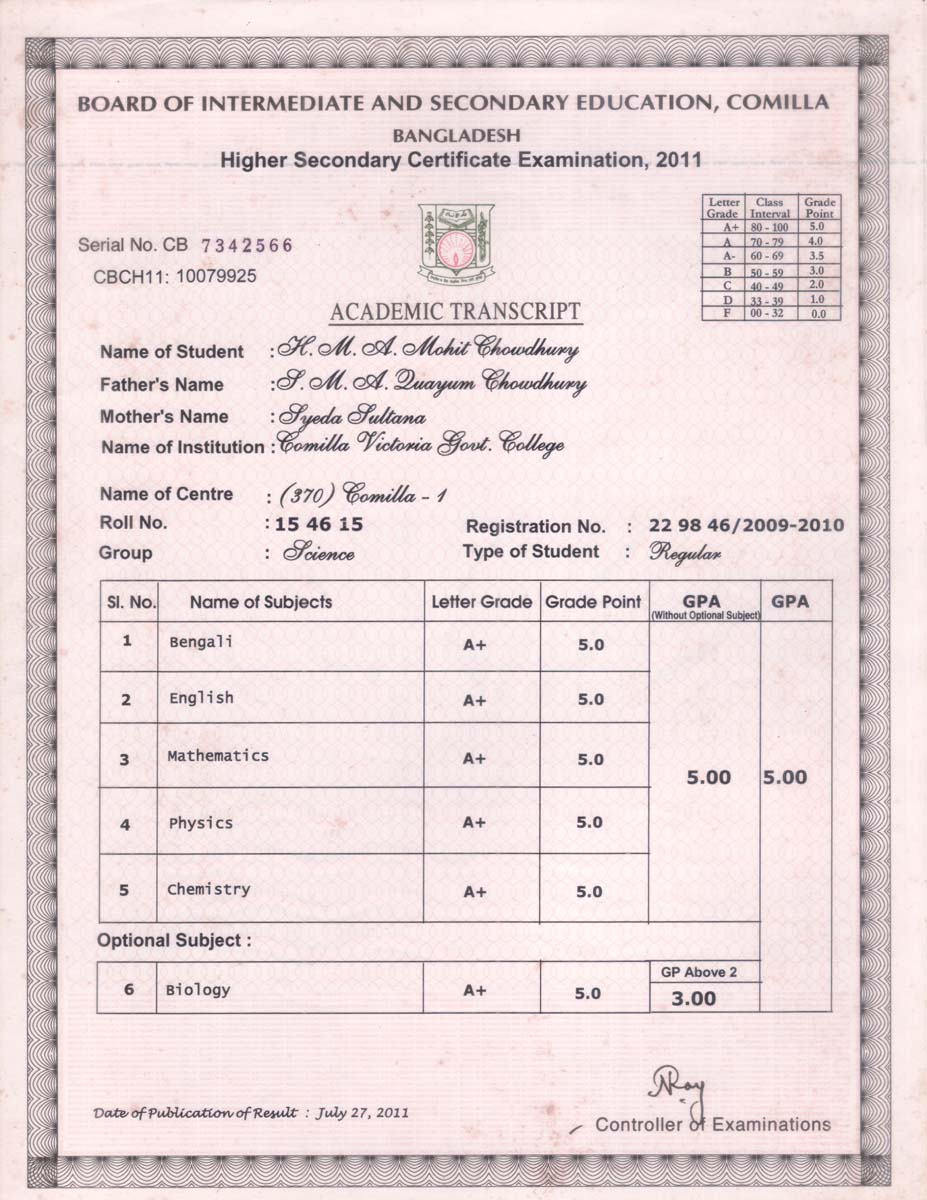 BOARD OF INTERMEDIATE AND SECONDARY EDUCATION, COMILLA
BANGLADESH
Higher Secondary Certificate Examination, 2011
Letter Grade Class Interval Grade Point
A+ 80 - 100 5.0
A 70 - 79 4.0
A- 60 - 69 3.5
B 50 - 59 3.0
C 40 - 49 2.0
D 33 - 39 1.0
F 00 - 32 0.0
Serial No. CB 7342566
CBCH11: 10079925
ACADEMIC TRANSCRIPT
Name of Student : H. M. A. Mohit Chowdhury
Father's Name : S. M. A. Quayum Chowdhury
Mother's Name : Syeda Sultana
Name of Institution : Comilla Victoria Govt. College
Name of Centre : (370) Comilla - 1
Roll No. : 15 46 15 Registration No. : 22 98 46/2009-2010
Group : Science Type of Student : Regular
Sl. No. Name of Subjects Letter Grade Grade Point GPA (Without Optional Subject) GPA
1 Bengali A+ 5.0
2 English A+ 5.0
3 Mathematics A+ 5.0
5.00 5.00
4 Physics A+ 5.0
5 Chemistry A+ 5.0
Optional Subject :
GP Above 2
6 Biology A+ 5.0 3.00
Date of Publication of Result : July 27, 2011
Controller of Examinations